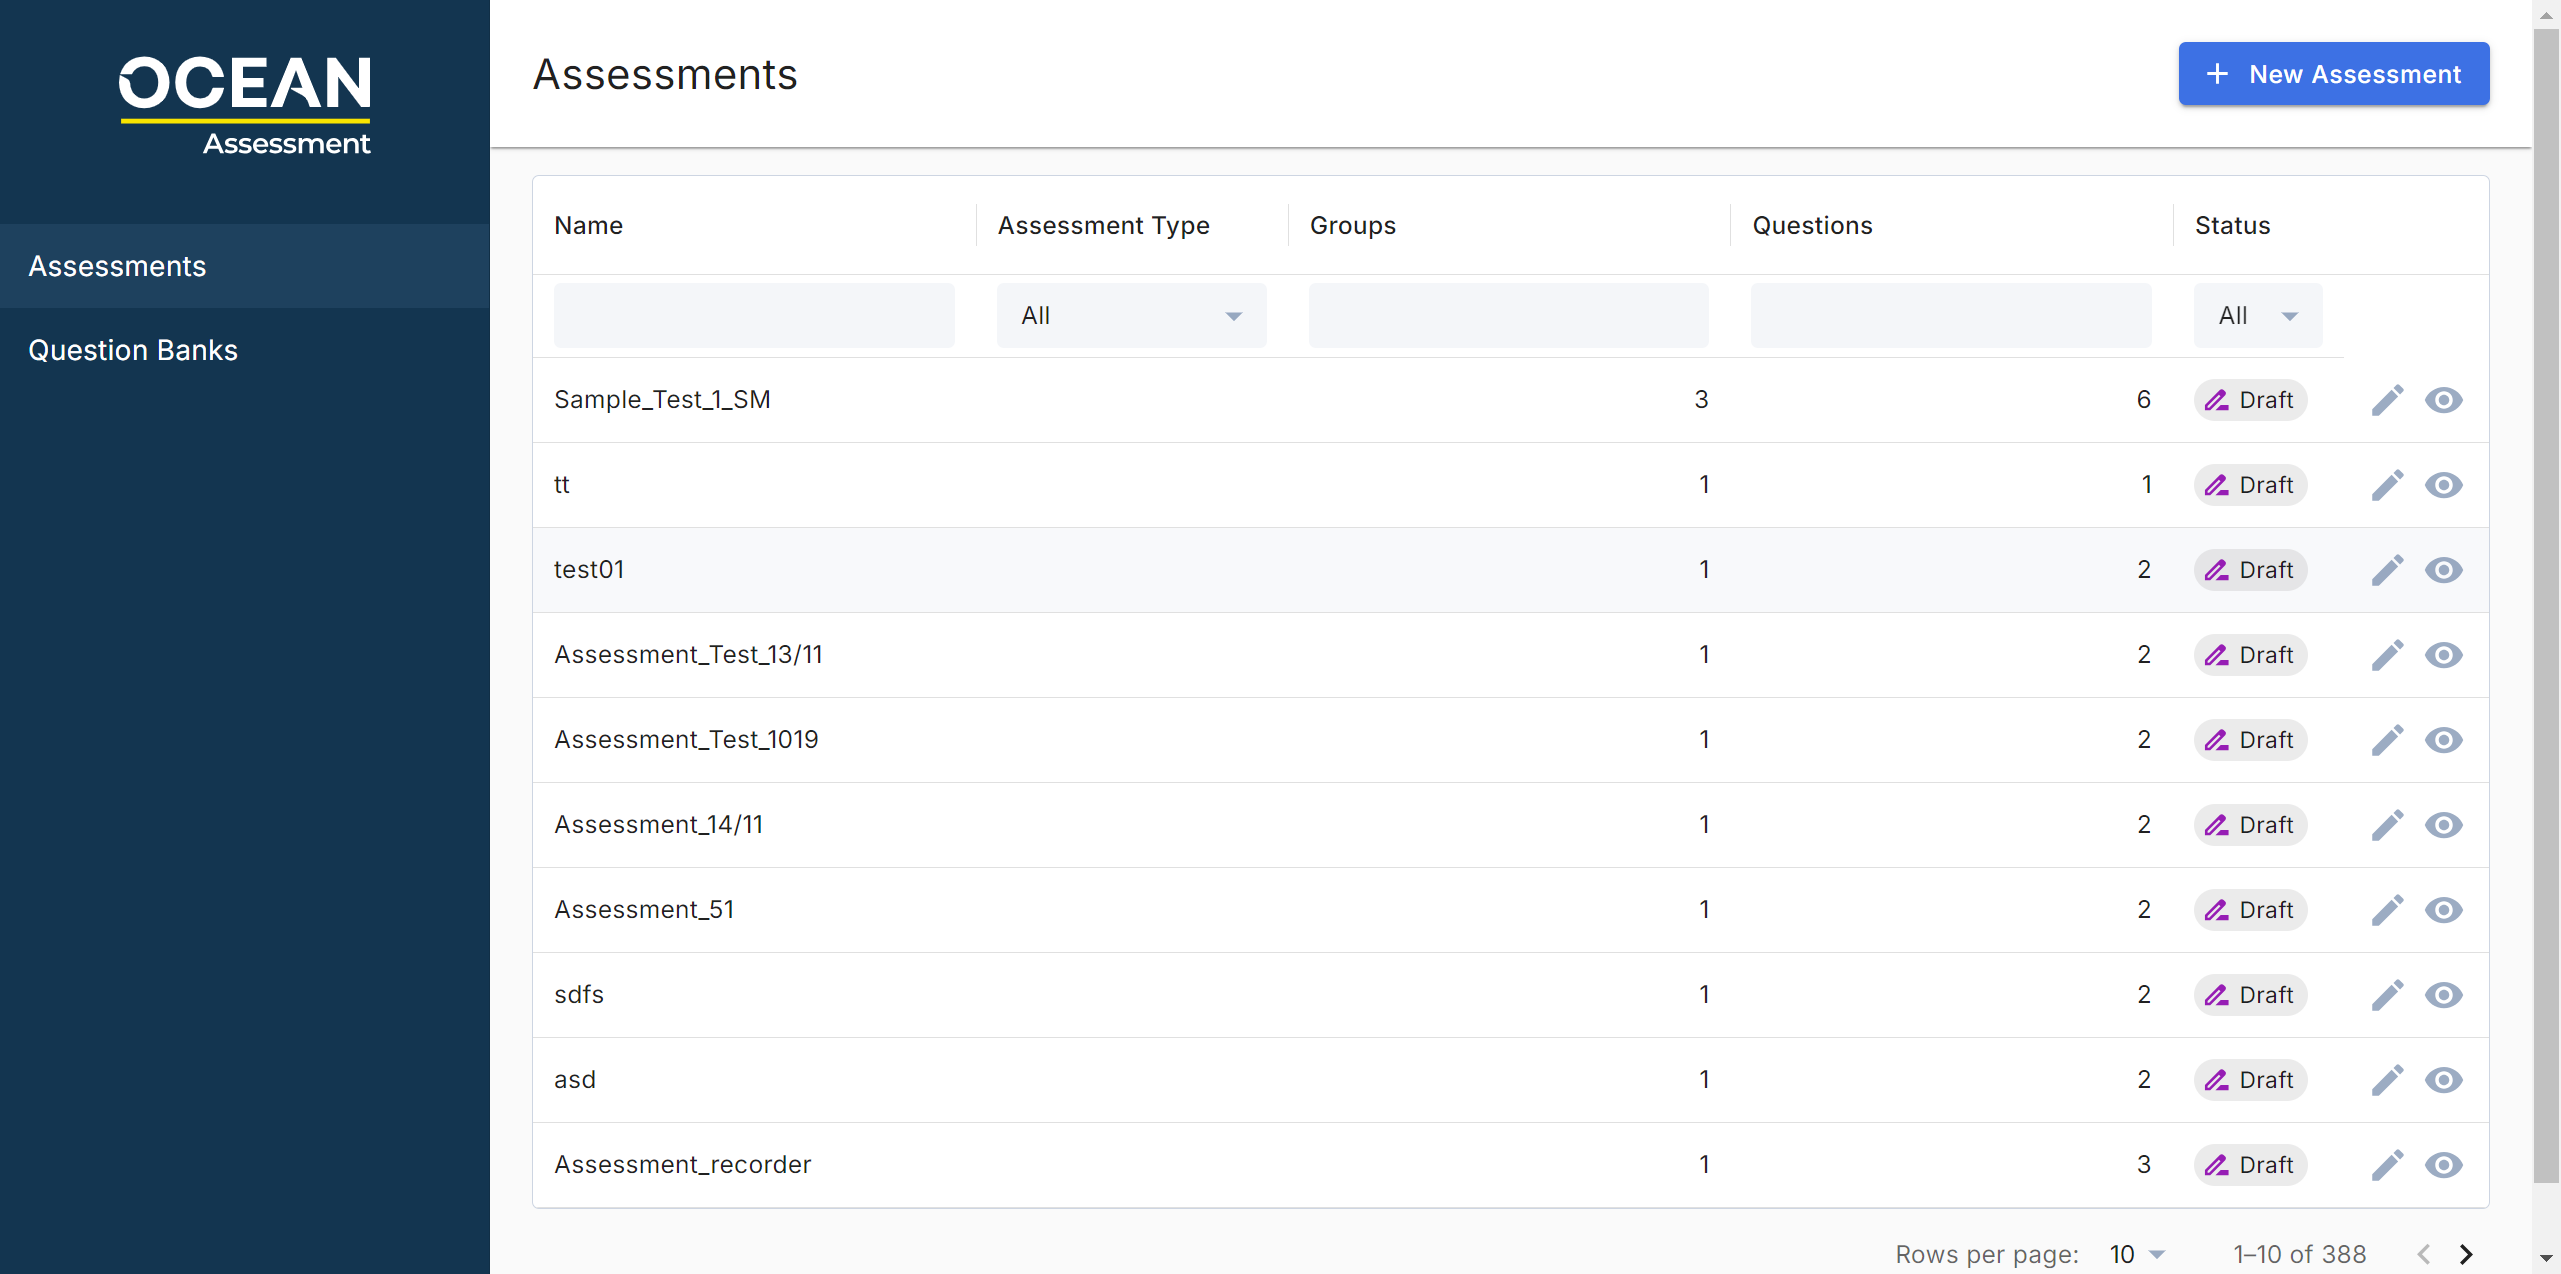 OCEAN
Assessment
Assessments
Question Banks
Assessments
+ New Assessment
Name Assessment Type Groups Questions Status
All All
Sample_Test_1_SM 3 6 Draft
tt 1 1 Draft
test01 1 2 Draft
Assessment_Test_13/11 1 2 Draft
Assessment_Test_1019 1 2 Draft
Assessment_14/11 1 2 Draft
Assessment_51 1 2 Draft
sdfs 1 2 Draft
asd 1 2 Draft
Assessment_recorder 1 3 Draft
Rows per page: 10 1–10 of 388